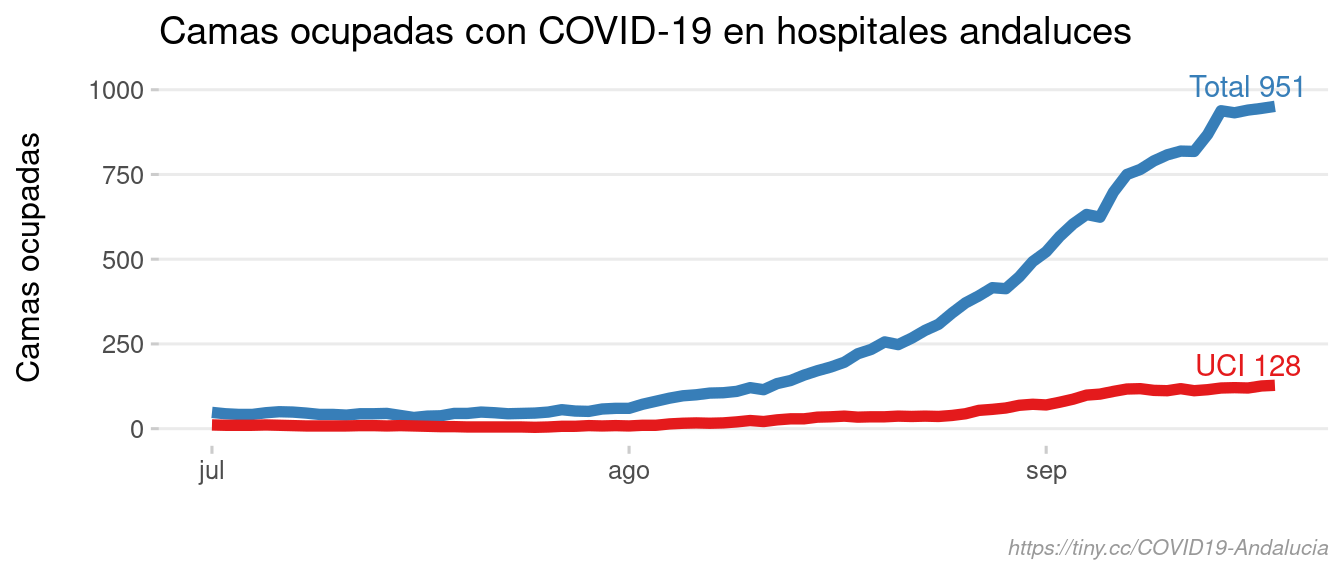 Camas ocupadas con COVID-19 en hospitales andaluces
Camas ocupadas
1000
750
500
250
0
Total 951
UCI 128
jul ago sep
https://tiny.cc/COVID19-Andalucia